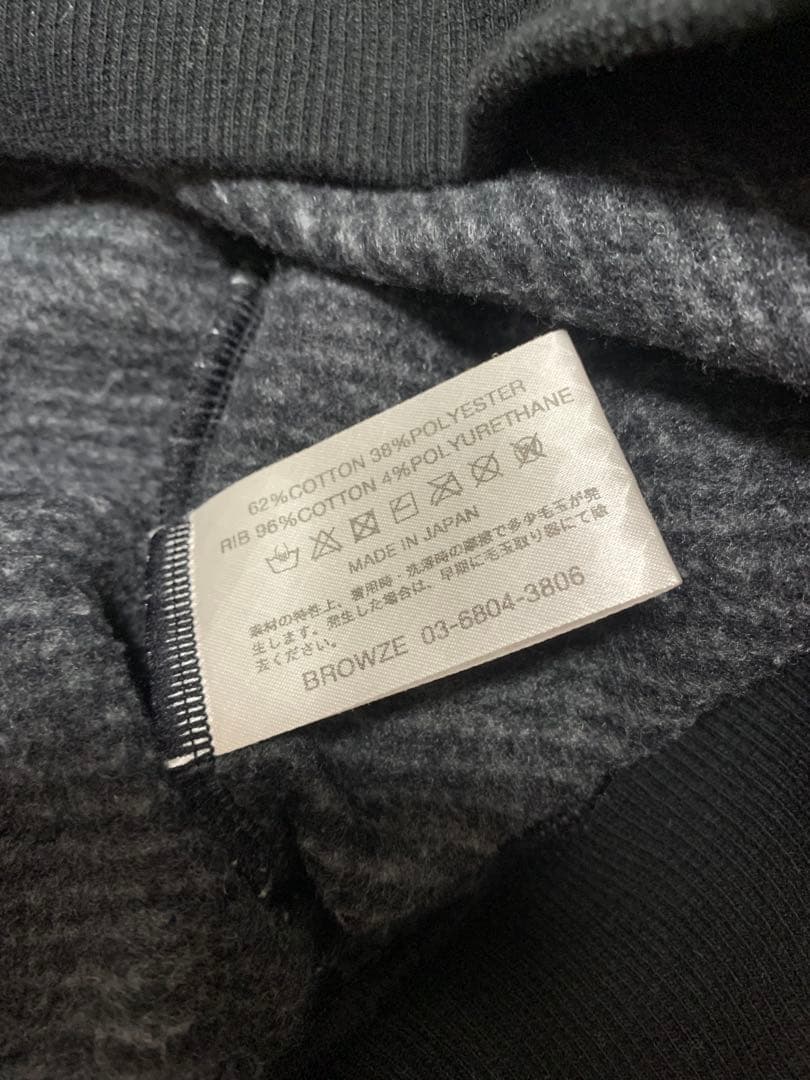 62%COTTON 38%POLYESTER
RIB 96%COTTON 4%POLYURETHANE
MADE IN JAPAN
素材の特性上、着用時・洗濯時の摩擦で多少毛玉が発
生します。発生した場合は、早期に毛玉取り器にて除
去ください。
BROWZE 03-6804-3806